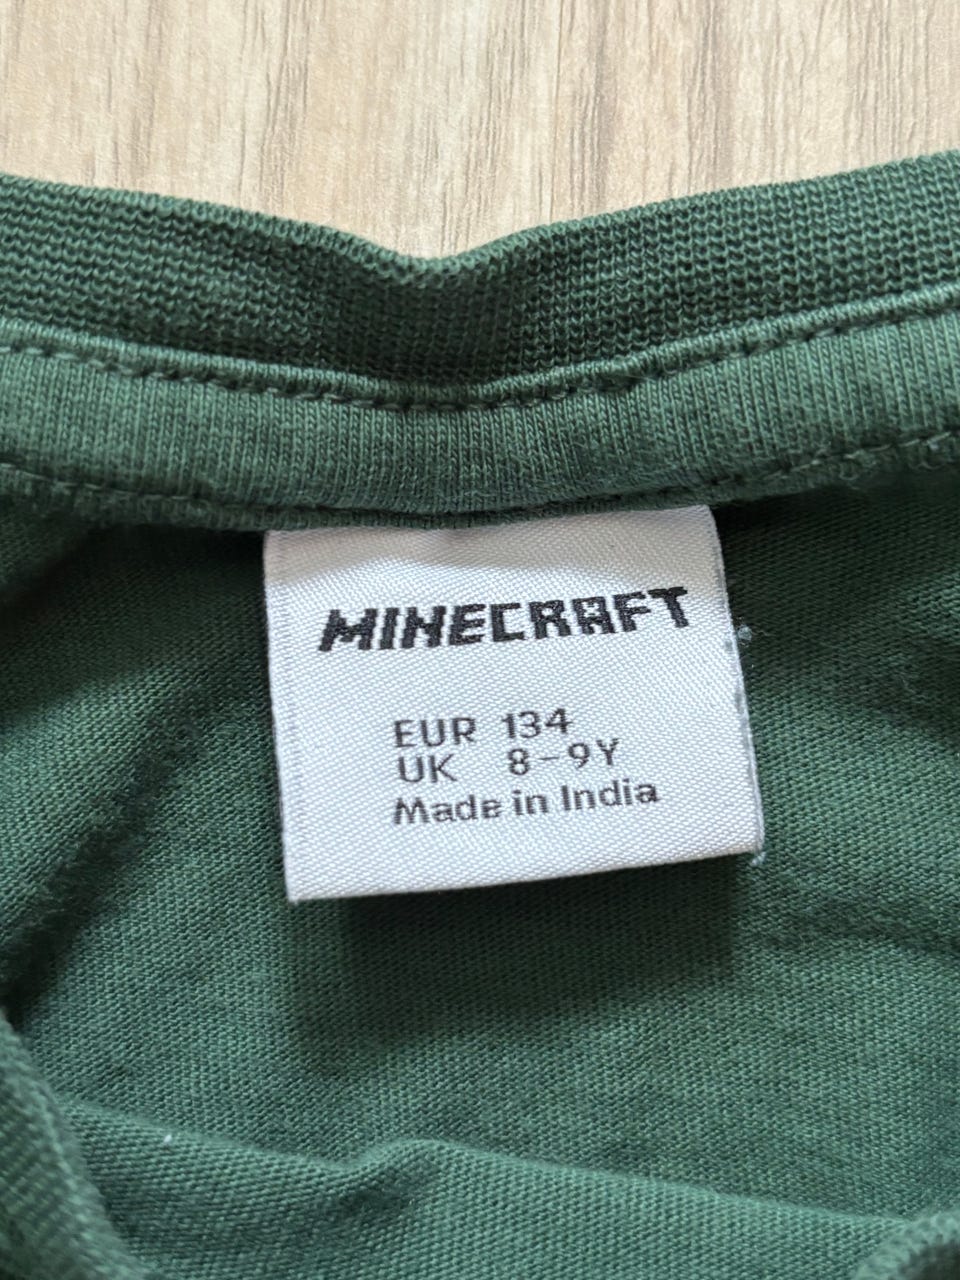 MINECRAFT
EUR 134
UK 8-9Y
Made in India